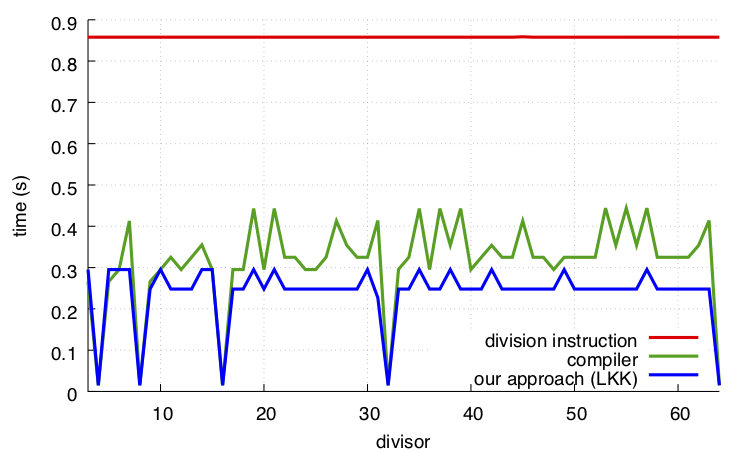 0.9
0.8
0.7
0.6
time (s)
0.5
0.4
0.3
0.2
0.1
0
division instruction
compiler
our approach (LKK)
10 20 30 40 50 60
divisor